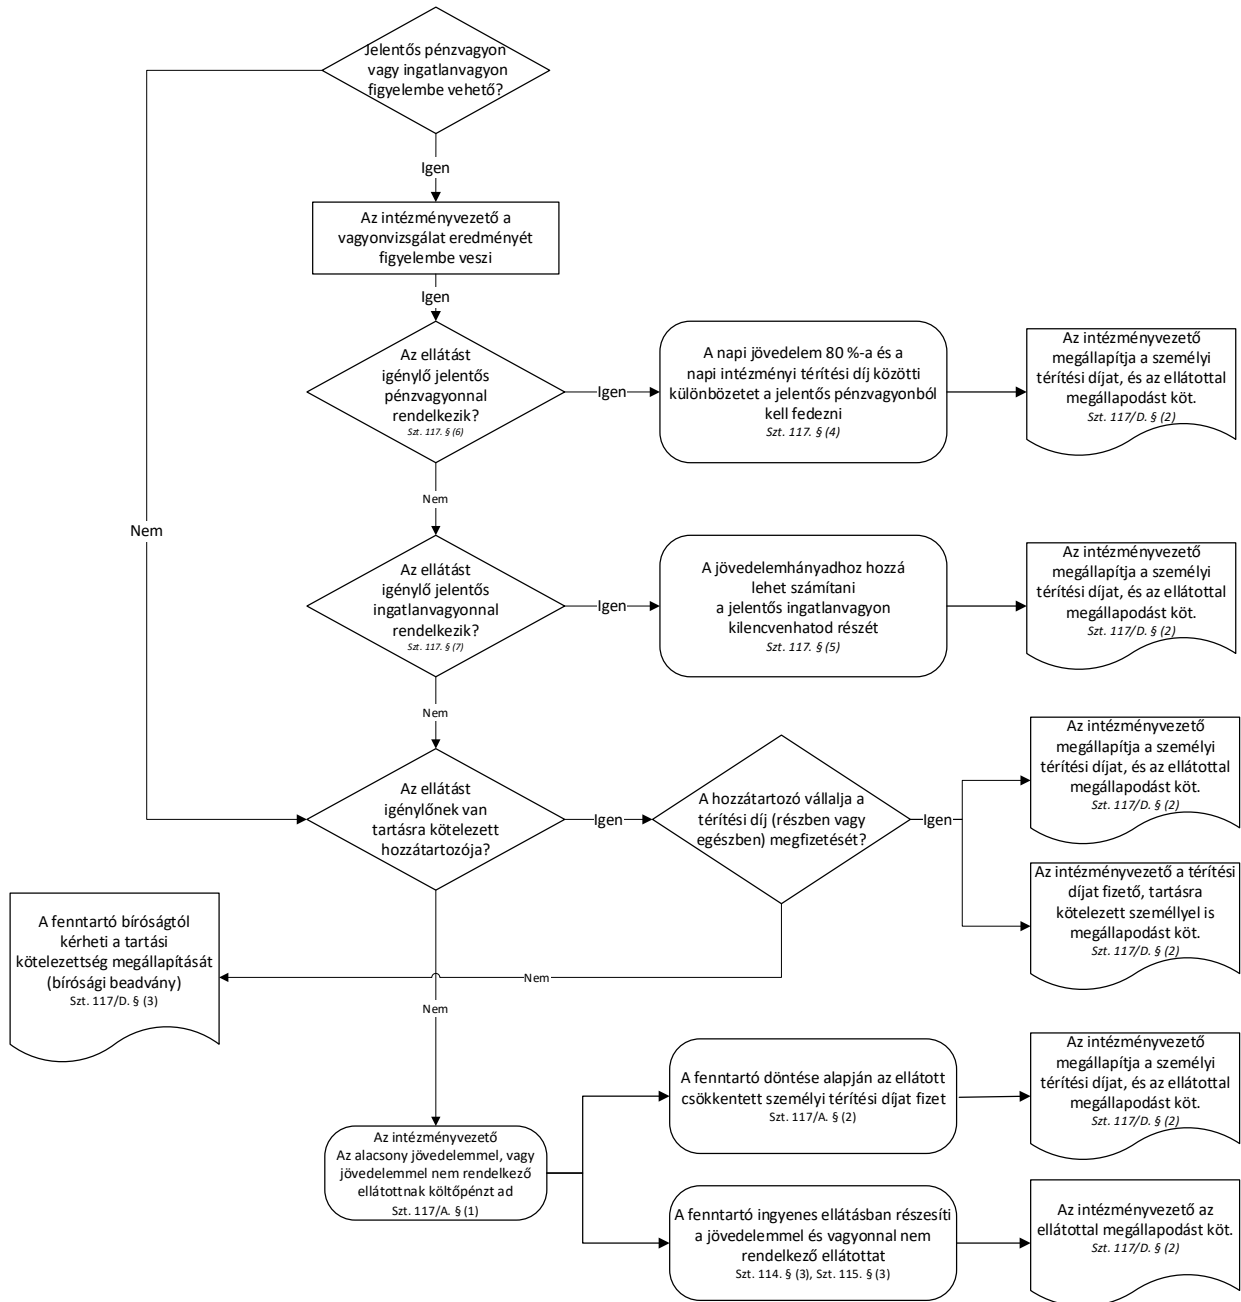 Jelentős pénzvagyon
vagy ingatlanvagyon
figyelembe vehető?
Igen
Az intézményvezető a
vagyonvizsgálat eredményét
figyelembe veszi
Igen
Az ellátást
igénylő jelentős
pénzvagyonnal
rendelkezik?
Szt. 117. § (6)
Igen
A napi jövedelem 80 %-a és a
napi intézményi térítési díj közötti
különbözetet a jelentős pénzvagyonból
kell fedezni
Szt. 117. § (4)
Az intézményvezető
megállapítja a személyi
térítési díjat, és az ellátottal
megállapodást köt.
Szt. 117/D. § (2)
Nem
Nem
Az ellátást
igénylő jelentős
ingatlanvagyonnal
rendelkezik?
Szt. 117. § (7)
Igen
A jövedelemhányadhoz hozzá
lehet számítani
a jelentős ingatlanvagyon
kilencvenhatod részét
Szt. 117. § (5)
Az intézményvezető
megállapítja a személyi
térítési díjat, és az ellátottal
megállapodást köt.
Szt. 117/D. § (2)
Nem
Az ellátást
igénylőnek van
tartásra kötelezett
hozzátartozója?
Igen
A hozzátartozó vállalja a
térítési díj (részben vagy
egészben) megfizetését?
Igen
Az intézményvezető
megállapítja a személyi
térítési díjat, és az ellátottal
megállapodást köt.
Szt. 117/D. § (2)
Az intézményvezető a térítési
díjat fizető, tartásra
kötelezett személlyel is
megállapodást köt.
Szt. 117/D. § (2)
A fenntartó bíróságtól
kérheti a tartási
kötelezettség megállapítását
(bírósági beadvány)
Szt. 117/D. § (3)
Nem
Nem
Az intézményvezető
Az alacsony jövedelemmel, vagy
jövedelemmel nem rendelkező
ellátottnak költőpénzt ad
Szt. 117/A. § (1)
A fenntartó döntése alapján az ellátott
csökkentett személyi térítési díjat fizet
Szt. 117/A. § (2)
Az intézményvezető
megállapítja a személyi
térítési díjat, és az ellátottal
megállapodást köt.
Szt. 117/D. § (2)
A fenntartó ingyenes ellátásban részesíti
a jövedelemmel és vagyonnal nem
rendelkező ellátottat
Szt. 114. § (3), Szt. 115. § (3)
Az intézményvezető az
ellátottal megállapodást köt.
Szt. 117/D. § (2)